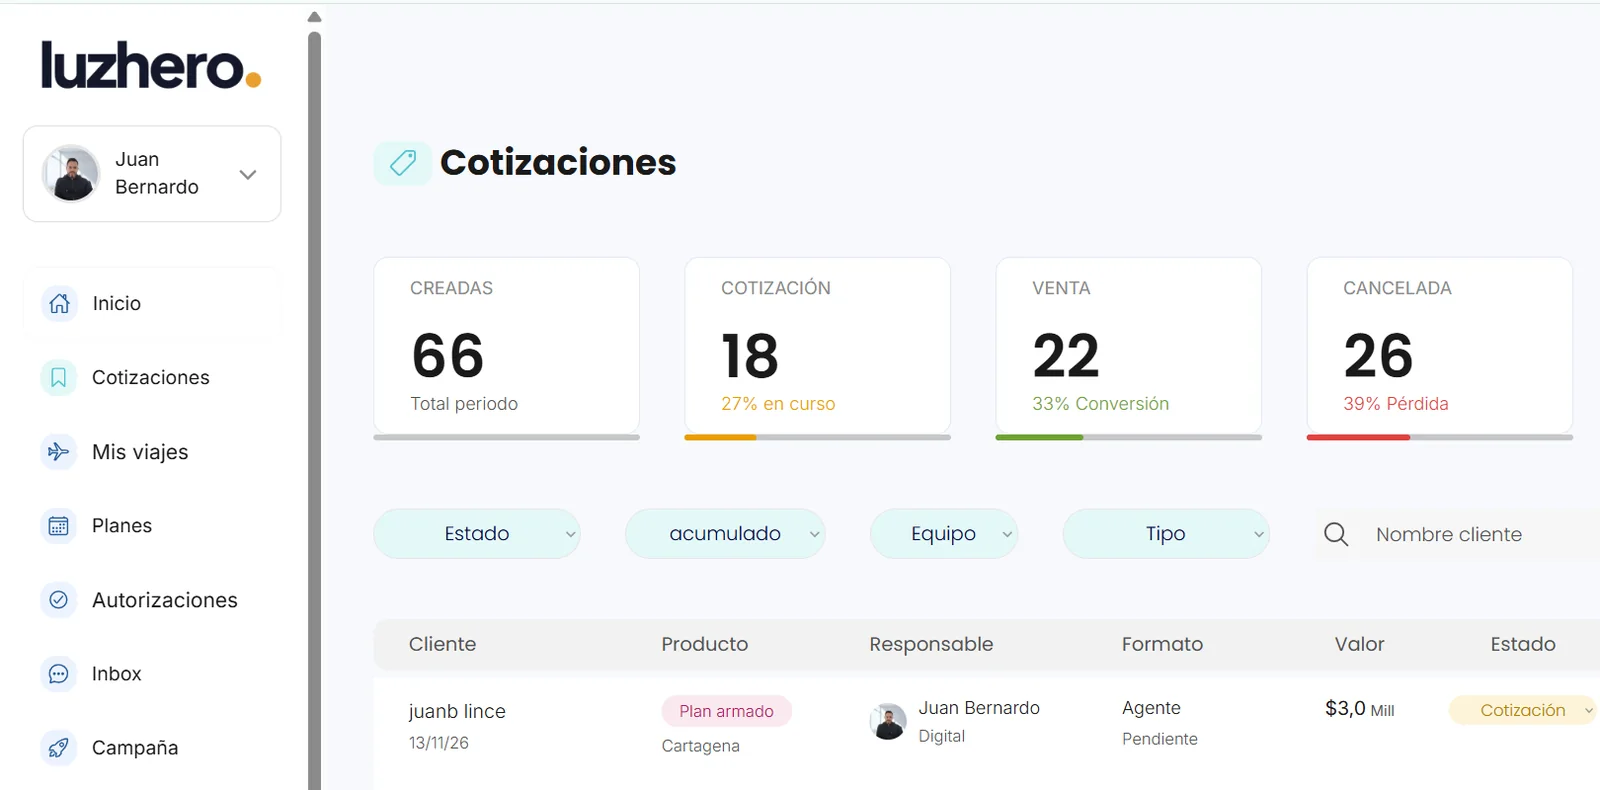 luzhero.
Juan
Bernardo
Inicio
Cotizaciones
Mis viajes
Planes
Autorizaciones
Inbox
Campaña
Cotizaciones
CREADAS
66
Total periodo
COTIZACIÓN
18
27% en curso
VENTA
22
33% Conversión
CANCELADA
26
39% Pérdida
Estado
acumulado
Equipo
Tipo
Nombre cliente
Cliente Producto Responsable Formato Valor Estado
juanb lince
13/11/26
Plan armado
Cartagena
Juan Bernardo
Digital
Agente
Pendiente
$3,0 Mill
Cotización